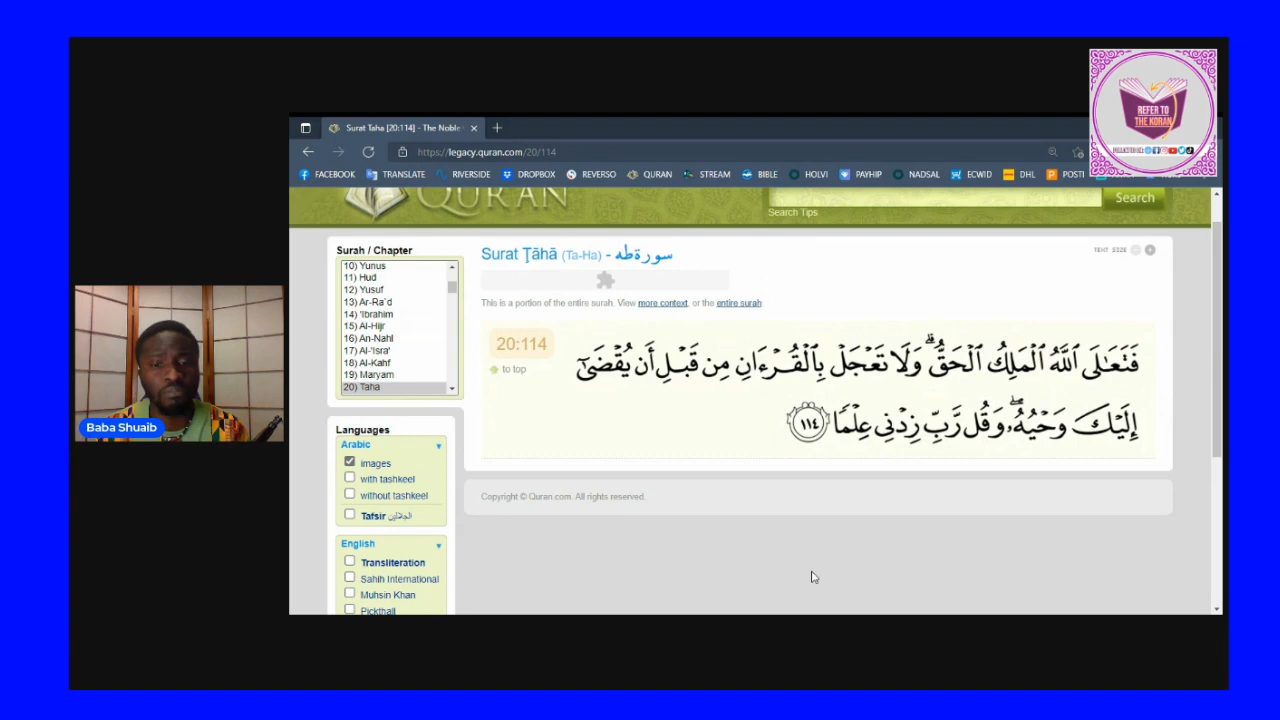 REFER TO
THE KORAN
Surat Taha [20:114] - The Noble
https://legacy.quran.com/20/114
FACEBOOK TRANSLATE RIVERSIDE DROPBOX REVERSO QURAN STREAM BIBLE HOLVI PAYHIP NADSAL ECWID DHL POSTI
QURAN
Search
Search Tips
Surah / Chapter
10) Yunus
11) Hud
12) Yusuf
13) Ar-Ra`d
14) 'Ibrahim
15) Al-Hijr
16) An-Nahl
17) Al-'Isra'
18) Al-Kahf
19) Maryam
20) Taha
Surat Ţāhā (Ta-Ha) - سورة طه
TEXT SIZE
This is a portion of the entire surah. View more context, or the entire surah.
20:114
to top
فَتَعَٰلَى ٱللَّهُ ٱلْمَلِكُ ٱلْحَقُّ ۗ وَلَا تَعْجَلْ بِٱلْقُرْءَانِ مِن قَبْلِ أَن يُقْضَىٰٓ
إِلَيْكَ وَحْيُهُۥ ۖ وَقُل رَّبِّ زِدْنِى عِلْمًا ١١٤
Baba Shuaib
Languages
Arabic
images
with tashkeel
without tashkeel
Tafsir الجلالين
Copyright © Quran.com. All rights reserved.
English
Transliteration
Sahih International
Muhsin Khan
Pickthall